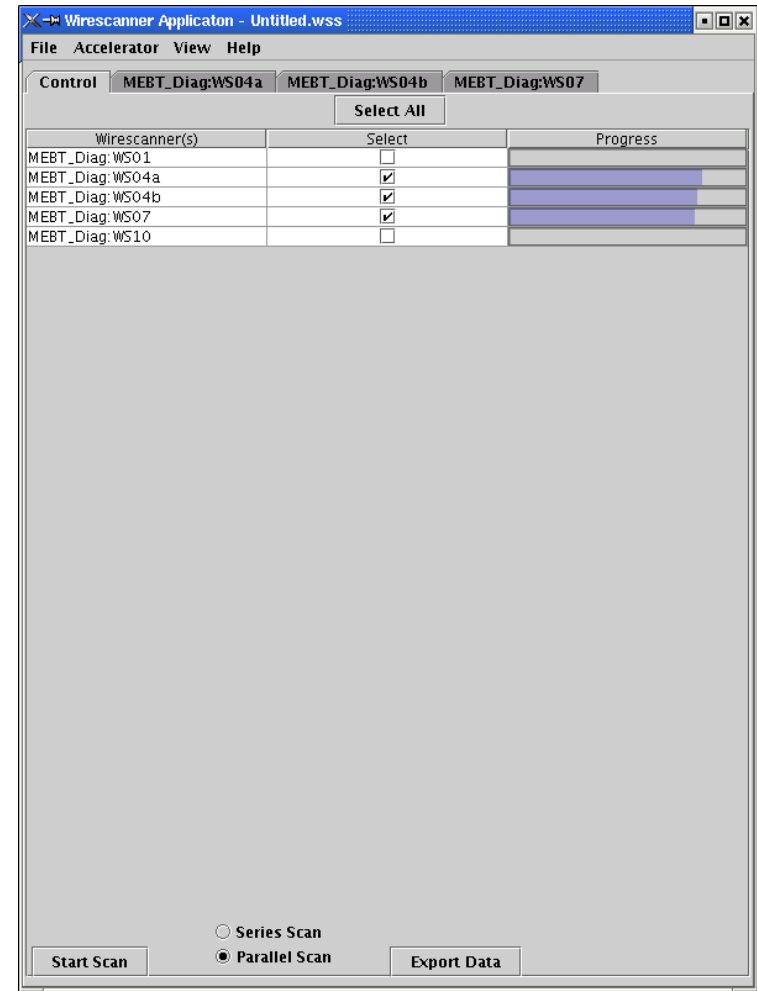 Wirescanner Applicaton - Untitled.wss
File Accelerator View Help
Control MEBT_Diag:WS04a MEBT_Diag:WS04b MEBT_Diag:WS07
Select All
Wirescanner(s) Select Progress
MEBT_Diag:WS01
MEBT_Diag:WS04a
MEBT_Diag:WS04b
MEBT_Diag:WS07
MEBT_Diag:WS10
Series Scan
Start Scan Parallel Scan Export Data